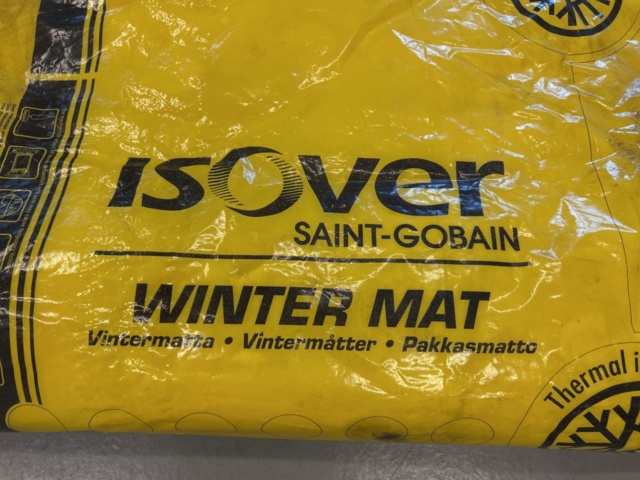 ISOVER
SAINT-GOBAIN
WINTER MAT
Vintermatta • Vintermåtter • Pakkasmatto
Thermal i